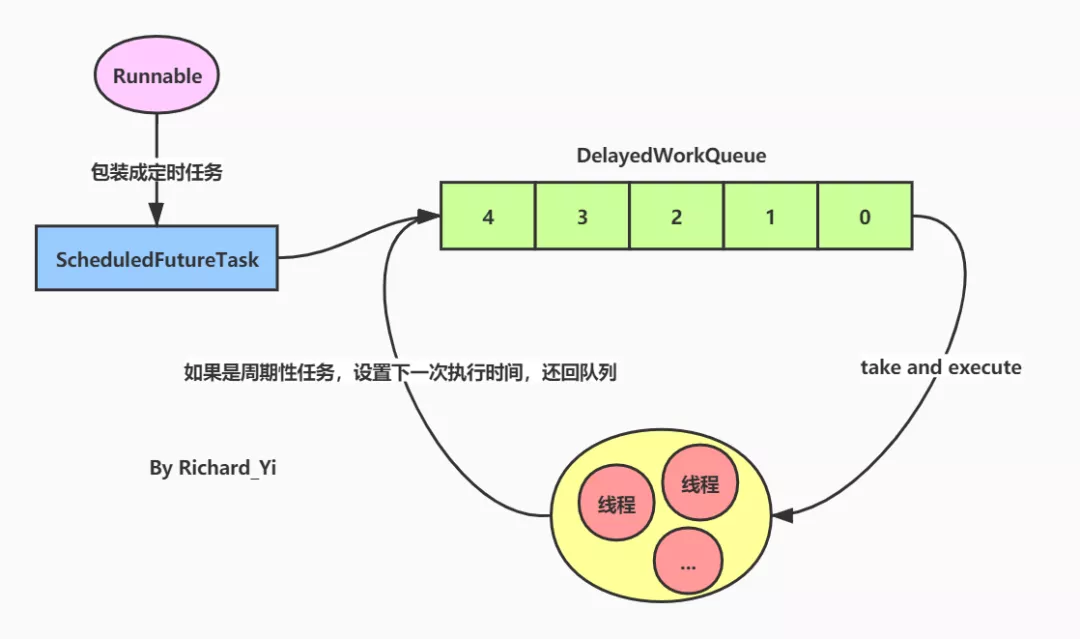 Runnable
包装成定时任务
DelayedWorkQueue
4 3 2 1 0
ScheduledFutureTask
如果是周期性任务，设置下一次执行时间，还回队列
take and execute
By Richard_Yi
线程
线程
...